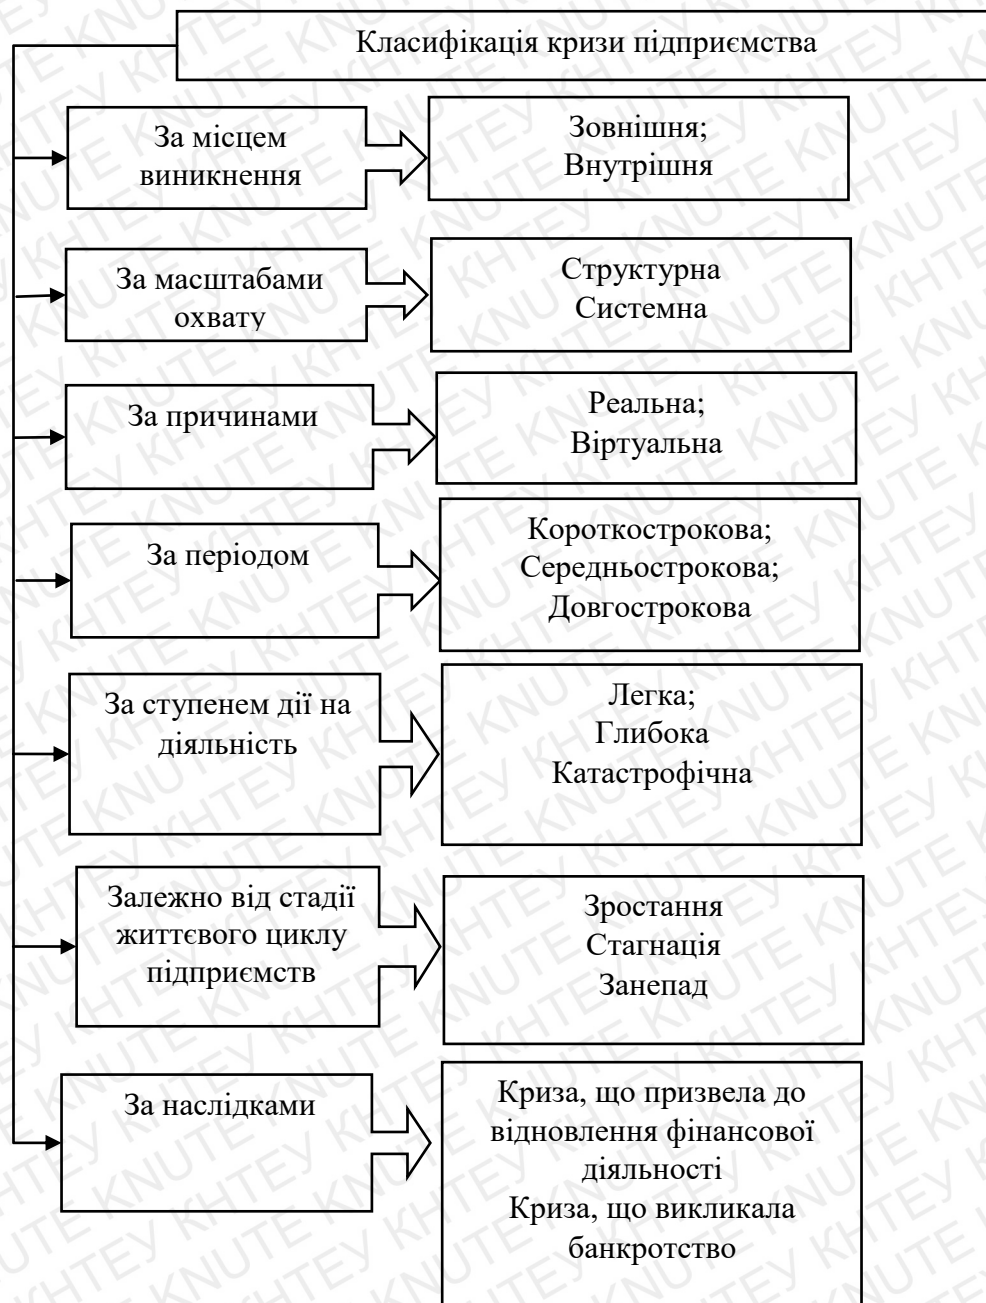 Класифікація кризи підприємства
За місцем
виникнення
Зовнішня;
Внутрішня
За масштабами
охвату
Структурна
Системна
За причинами
Реальна;
Віртуальна
За періодом
Короткострокова;
Середньострокова;
Довгострокова
За ступенем дії на
діяльність
Легка;
Глибока
Катастрофічна
Залежно від стадії
життєвого циклу
підприємств
Зростання
Стагнація
Занепад
За наслідками
Криза, що призвела до
відновлення фінансової
діяльності
Криза, що викликала
банкротство